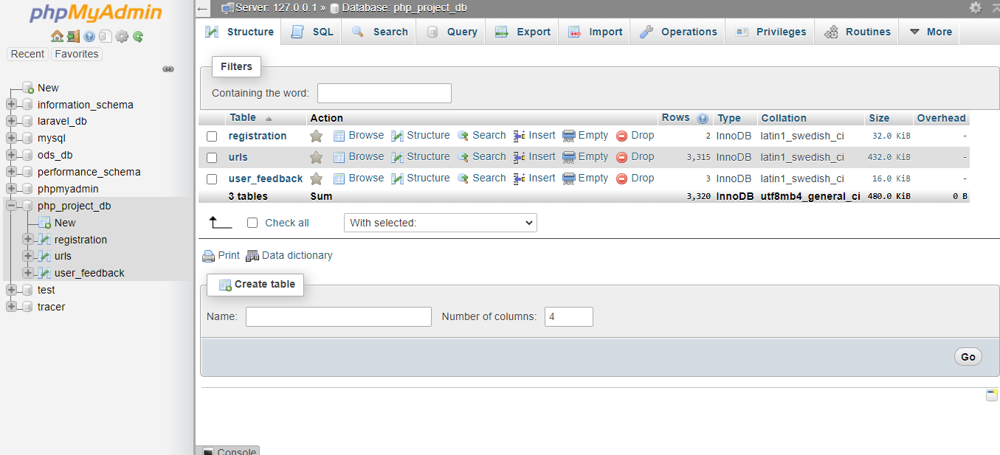 phpMyAdmin
Recent Favorites
New
information_schema
laravel_db
mysql
ods_db
performance_schema
phpmyadmin
php_project_db
New
registration
urls
user_feedback
test
tracer
Server: 127.0.0.1 » Database: php_project_db
Structure SQL Search Query Export Import Operations Privileges Routines More
Filters
Containing the word:
Table Action Rows Type Collation Size Overhead
registration Browse Structure Search Insert Empty Drop 2 InnoDB latin1_swedish_ci 32.0 KiB -
urls Browse Structure Search Insert Empty Drop 3,315 InnoDB latin1_swedish_ci 432.0 KiB -
user_feedback Browse Structure Search Insert Empty Drop 3 InnoDB latin1_swedish_ci 16.0 KiB -
3 tables Sum 3,320 InnoDB utf8mb4_general_ci 480.0 KiB 0 B
Check all With selected:
Print Data dictionary
Create table
Name: Number of columns: 4
Go
Console